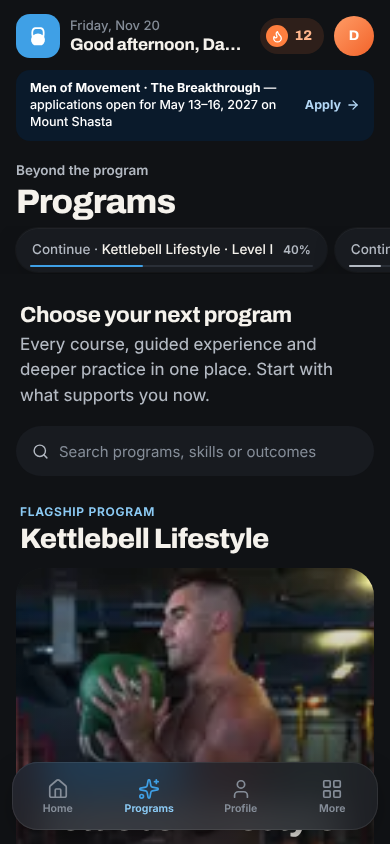 Friday, Nov 20
Good afternoon, Da...
12
D
Men of Movement · The Breakthrough —
applications open for May 13–16, 2027 on
Mount Shasta
Apply →
Beyond the program
Programs
Continue · Kettlebell Lifestyle · Level I 40%
Contin
Choose your next program
Every course, guided experience and
deeper practice in one place. Start with
what supports you now.
Search programs, skills or outcomes
FLAGSHIP PROGRAM
Kettlebell Lifestyle
Home
Programs
Profile
More